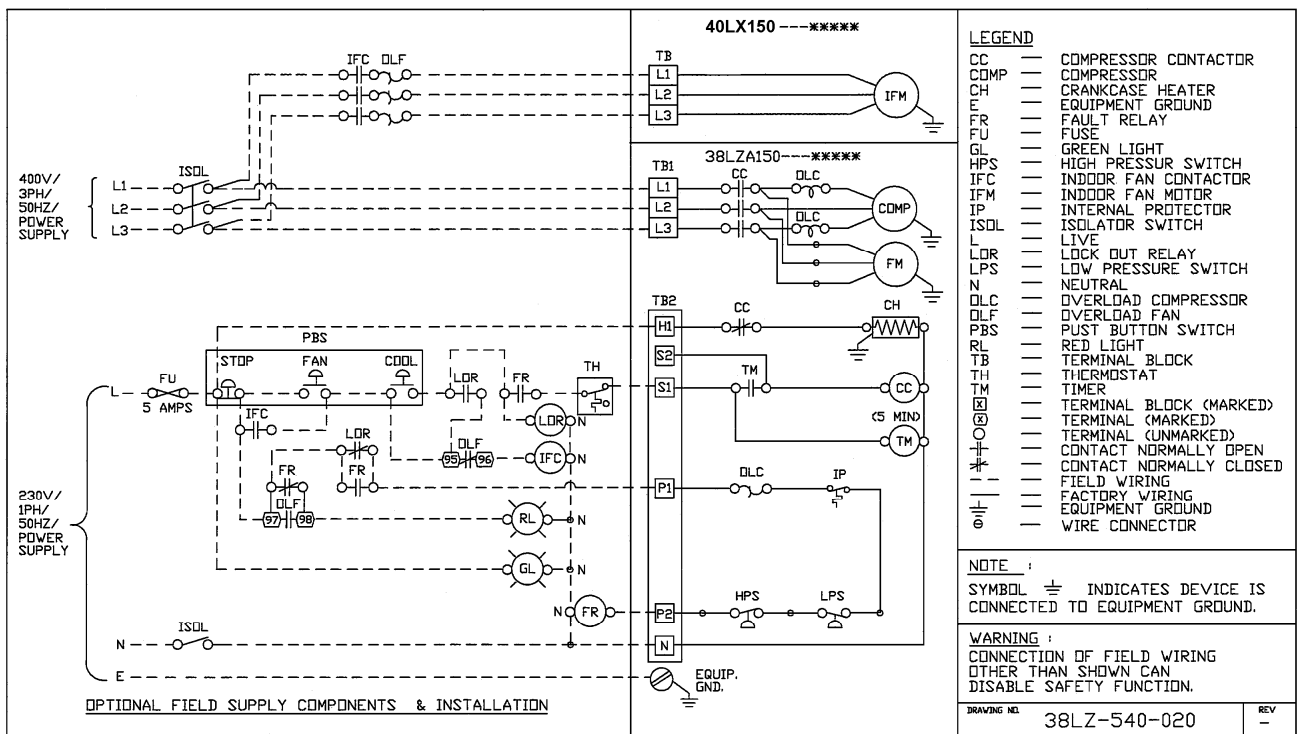 40LX150 ---*****
IFC OLF
TB
L1
L2
L3
IFM
400V/
3PH/
50HZ/
POWER
SUPPLY
ISOL
L1
L2
L3
38LZA150---*****
TB1
L1
L2
L3
CC
OLC
OLC
COMP
FM
TB2
H1
S2
S1
P1
P2
N
CC
CH
TM
CC
(5 MIN)
TM
OLC
IP
HPS
LPS
EQUIP.
GND.
PBS
STOP FAN COOL
L
FU
5 AMPS
LOR
FR
TH
IFC
LOR
N
LOR
OLF
95 96
IFC
N
FR
FR
OLF
97 98
RL
N
GL
N
N
FR
230V/
1PH/
50HZ/
POWER
SUPPLY
N
ISOL
E
OPTIONAL FIELD SUPPLY COMPONENTS & INSTALLATION
LEGEND
CC — COMPRESSOR CONTACTOR
COMP — COMPRESSOR
CH — CRANKCASE HEATER
E — EQUIPMENT GROUND
FR — FAULT RELAY
FU — FUSE
GL — GREEN LIGHT
HPS — HIGH PRESSUR SWITCH
IFC — INDOOR FAN CONTACTOR
IFM — INDOOR FAN MOTOR
IP — INTERNAL PROTECTOR
ISOL — ISOLATOR SWITCH
L — LIVE
LOR — LOCK OUT RELAY
LPS — LOW PRESSURE SWITCH
N — NEUTRAL
OLC — OVERLOAD COMPRESSOR
OLF — OVERLOAD FAN
PBS — PUST BUTTON SWITCH
RL — RED LIGHT
TB — TERMINAL BLOCK
TH — THERMOSTAT
TM — TIMER
X — TERMINAL BLOCK (MARKED)
X — TERMINAL (MARKED)
— TERMINAL (UNMARKED)
— CONTACT NORMALLY OPEN
— CONTACT NORMALLY CLOSED
— FIELD WIRING
— FACTORY WIRING
— EQUIPMENT GROUND
— WIRE CONNECTOR
NOTE :
SYMBOL INDICATES DEVICE IS
CONNECTED TO EQUIPMENT GROUND.
WARNING :
CONNECTION OF FIELD WIRING
OTHER THAN SHOWN CAN
DISABLE SAFETY FUNCTION.
DRAWING NO.
38LZ-540-020
REV
-